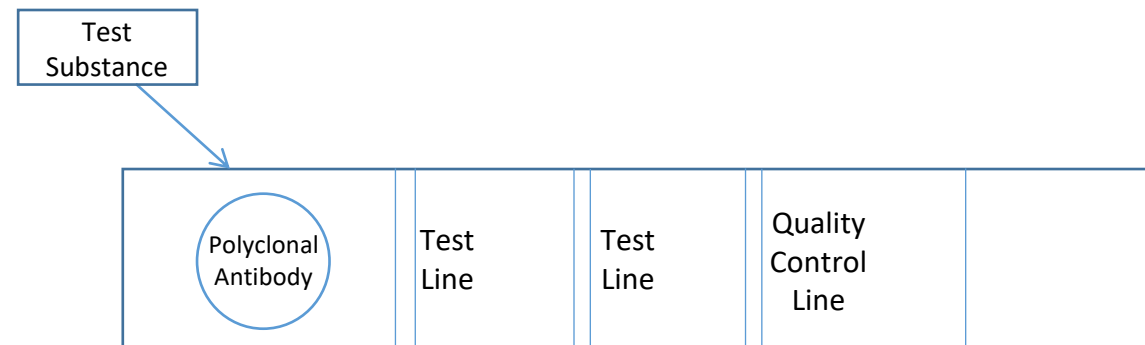 Test
Substance
Polyclonal
Antibody
Test
Line
Test
Line
Quality
Control
Line